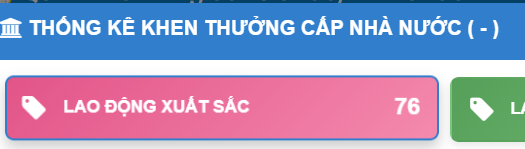 THỐNG KÊ KHEN THƯỞNG CẤP NHÀ NƯỚC ( - )
LAO ĐỘNG XUẤT SẮC 76